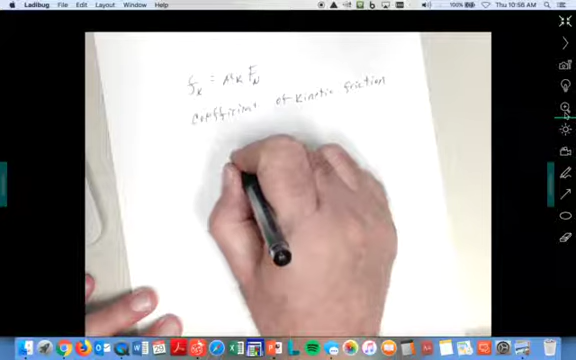 Ladibug File Edit Layout Window Help 100% Thu 10:56 AM
fk = μk FN
coefficient of kinetic friction